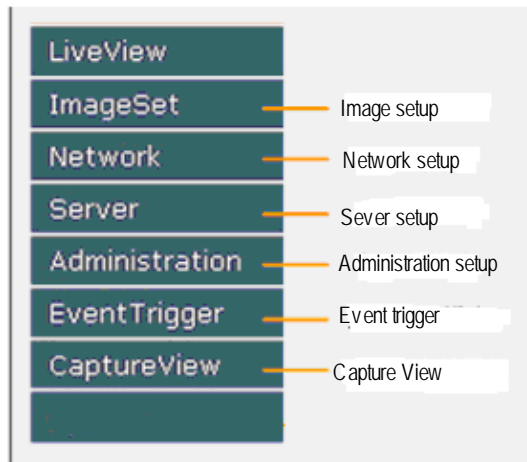 LiveView
ImageSet Image setup
Network Network setup
Server Sever setup
Administration Administration setup
EventTrigger Event trigger
CaptureView Capture View